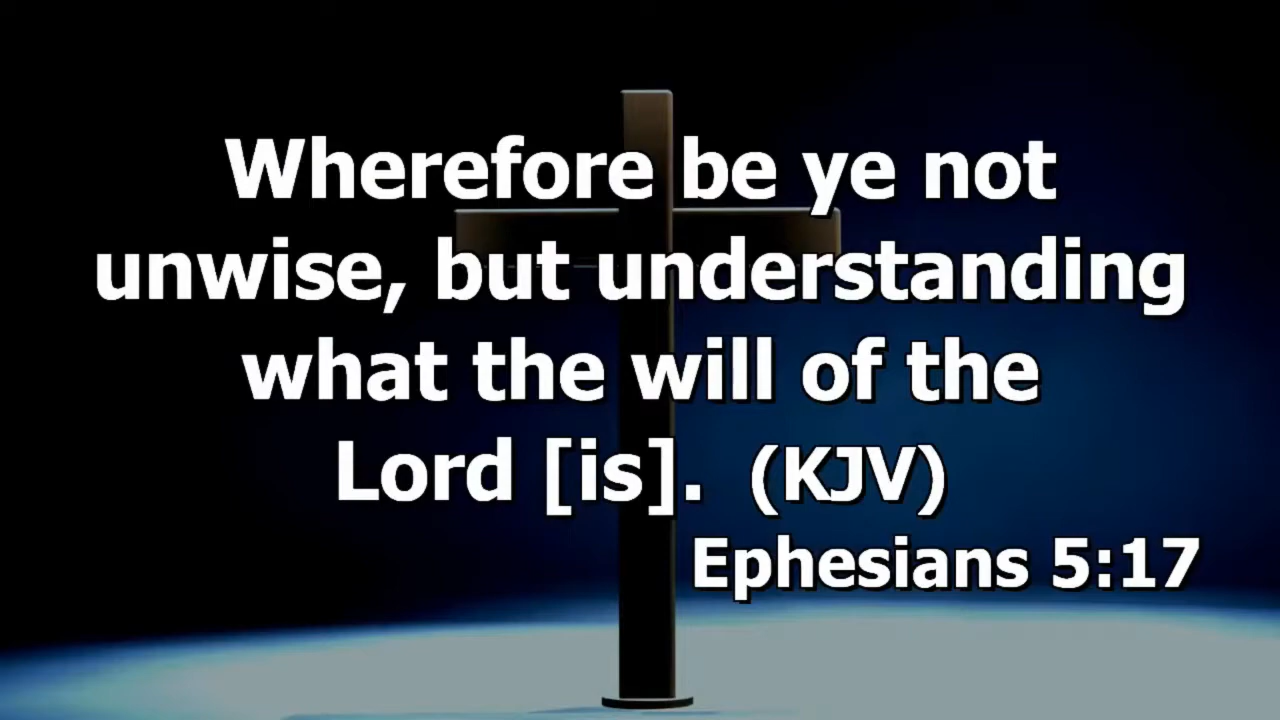 Wherefore be ye not
unwise, but understanding
what the will of the
Lord [is]. (KJV)
Ephesians 5:17